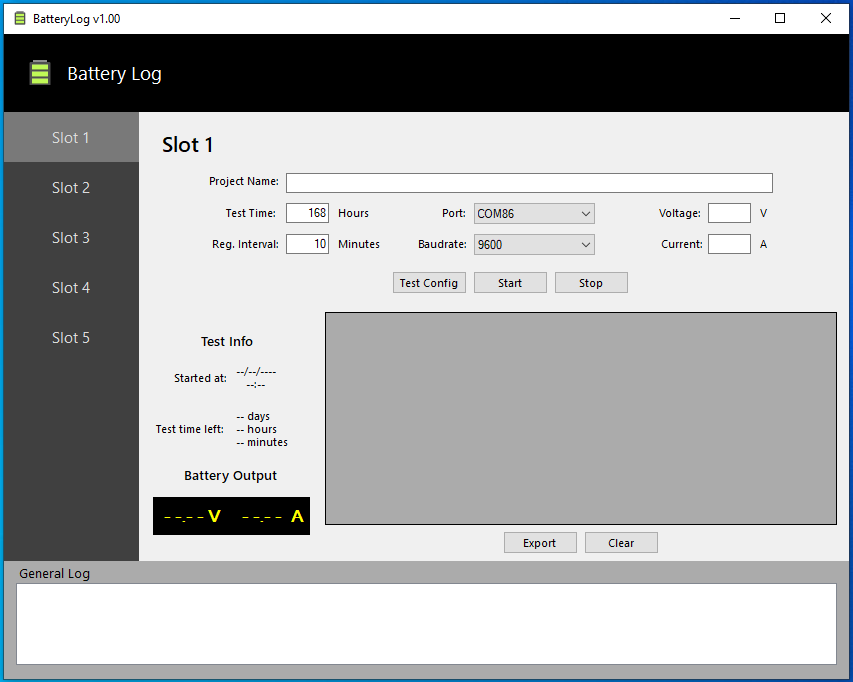 BatteryLog v1.00
Battery Log
Slot 1
Slot 2
Slot 3
Slot 4
Slot 5
Slot 1
Project Name:
Test Time: 168 Hours Port: COM86 Voltage: V
Reg. Interval: 10 Minutes Baudrate: 9600 Current: A
Test Config Start Stop
Test Info
Started at: --/--/----
--:--
-- days
Test time left: -- hours
-- minutes
Battery Output
--.-- V --.-- A
Export Clear
General Log